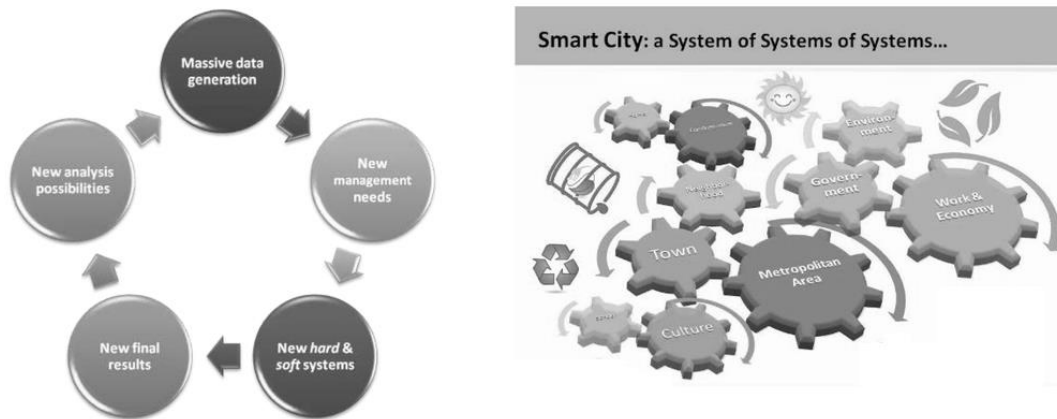 Massive data
generation
New
management
needs
New hard &
soft systems
New final
results
New analysis
possibilities
Smart City: a System of Systems of Systems…
Environ-
ment
Govern-
ment
Work &
Economy
Town
Metropolitan
Area
Culture